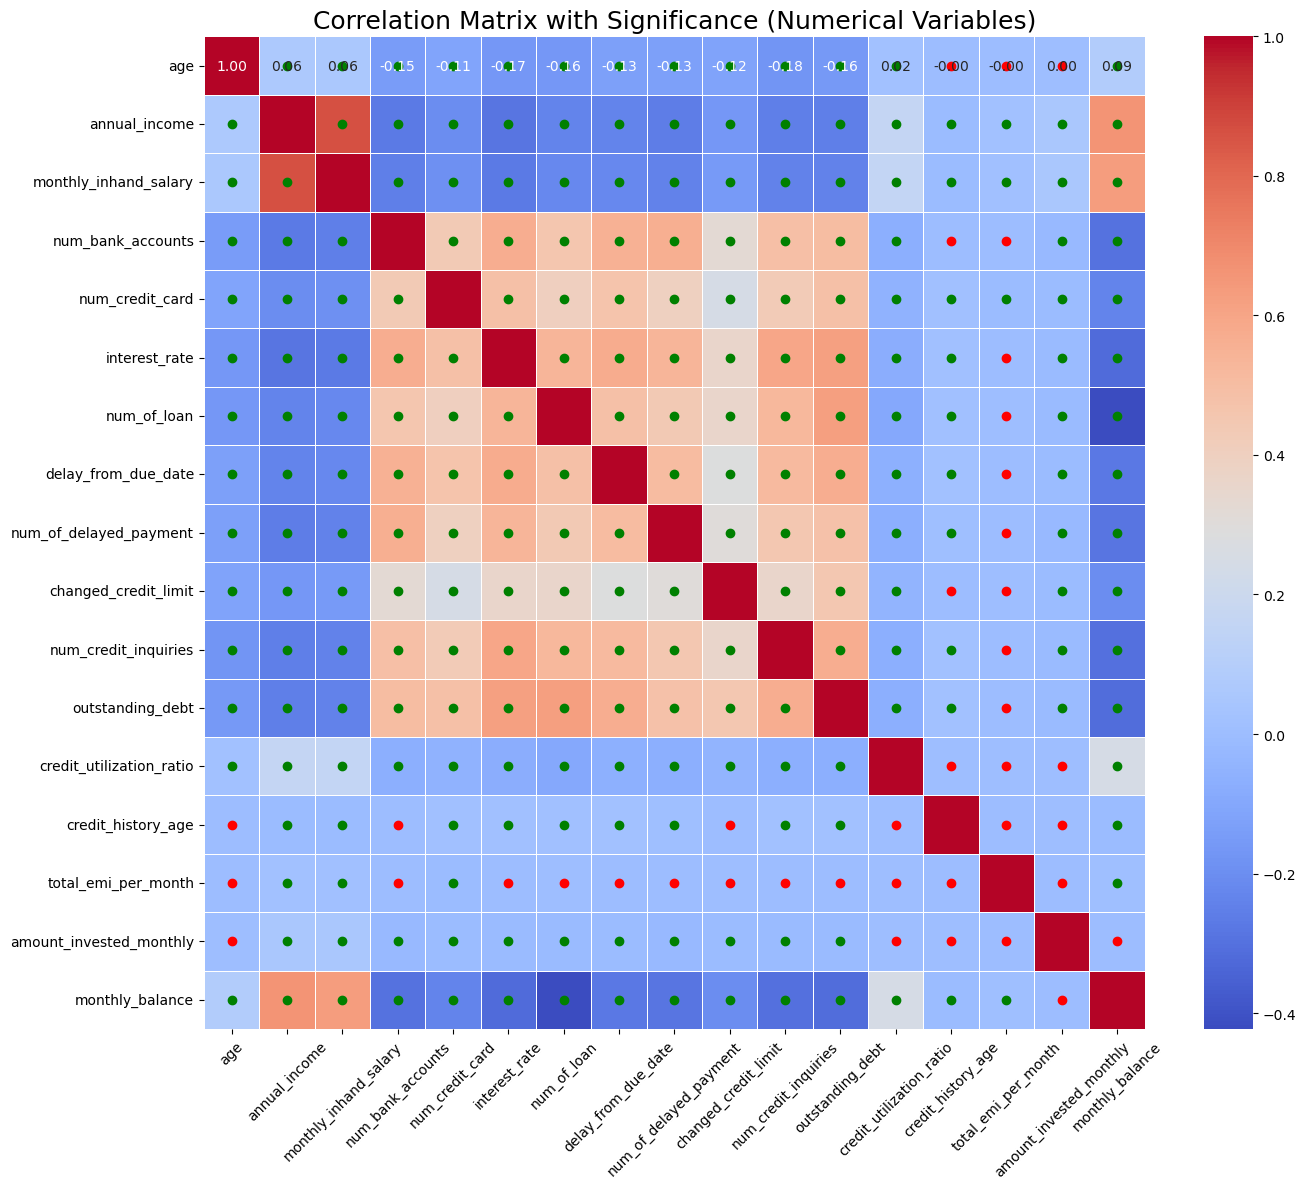 Correlation Matrix with Significance (Numerical Variables)
age 1.00 0.06 0.06 -0.15 -0.11 -0.17 -0.16 -0.13 -0.13 -0.12 -0.18 -0.16 0.02 -0.00 -0.00 0.00 0.09
annual_income
monthly_inhand_salary
num_bank_accounts
num_credit_card
interest_rate
num_of_loan
delay_from_due_date
num_of_delayed_payment
changed_credit_limit
num_credit_inquiries
outstanding_debt
credit_utilization_ratio
credit_history_age
total_emi_per_month
amount_invested_monthly
monthly_balance
age
annual_income
monthly_inhand_salary
num_bank_accounts
num_credit_card
interest_rate
num_of_loan
delay_from_due_date
num_of_delayed_payment
changed_credit_limit
num_credit_inquiries
outstanding_debt
credit_utilization_ratio
credit_history_age
total_emi_per_month
amount_invested_monthly
monthly_balance
1.0
0.8
0.6
0.4
0.2
0.0
−0.2
−0.4